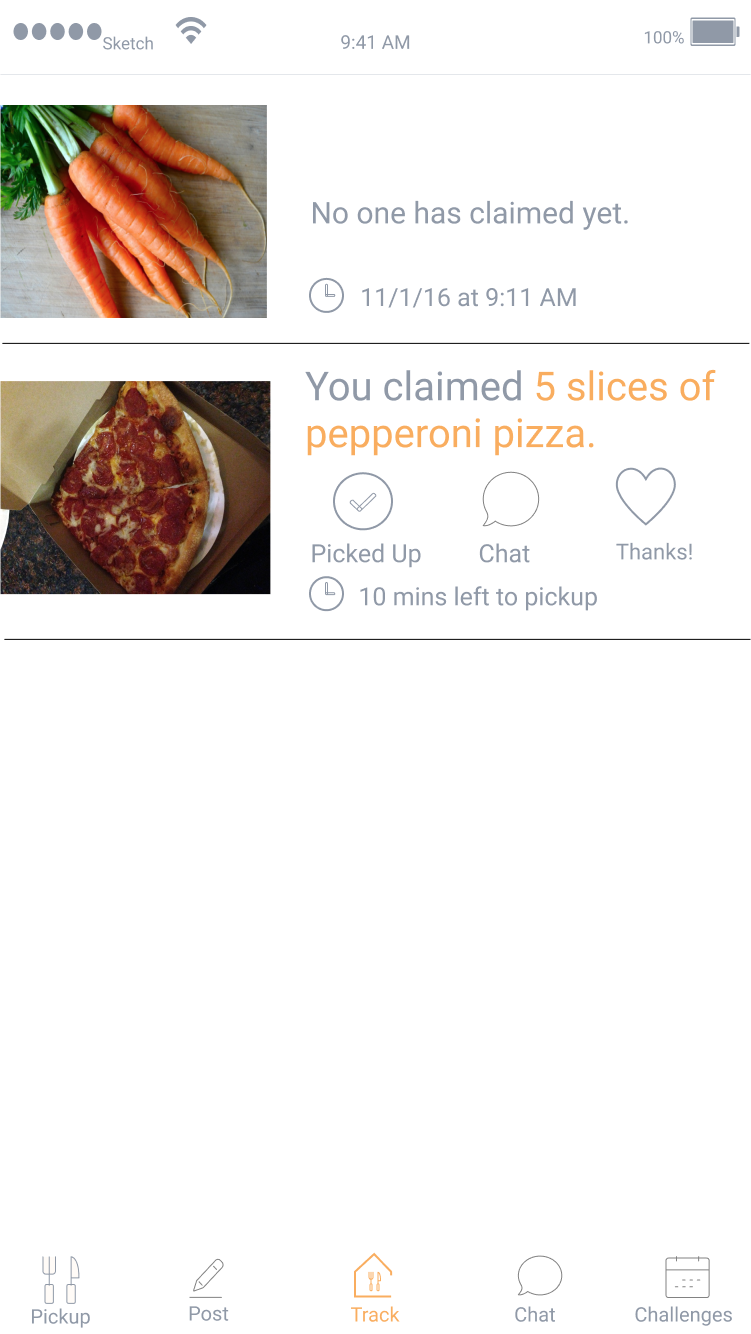 Sketch 9:41 AM 100%
No one has claimed yet.
11/1/16 at 9:11 AM
You claimed 5 slices of
pepperoni pizza.
Picked Up Chat Thanks!
10 mins left to pickup
Pickup Post Track Chat Challenges